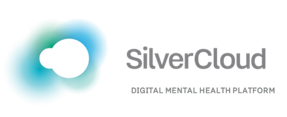 SilverCloud
DIGITAL MENTAL HEALTH PLATFORM